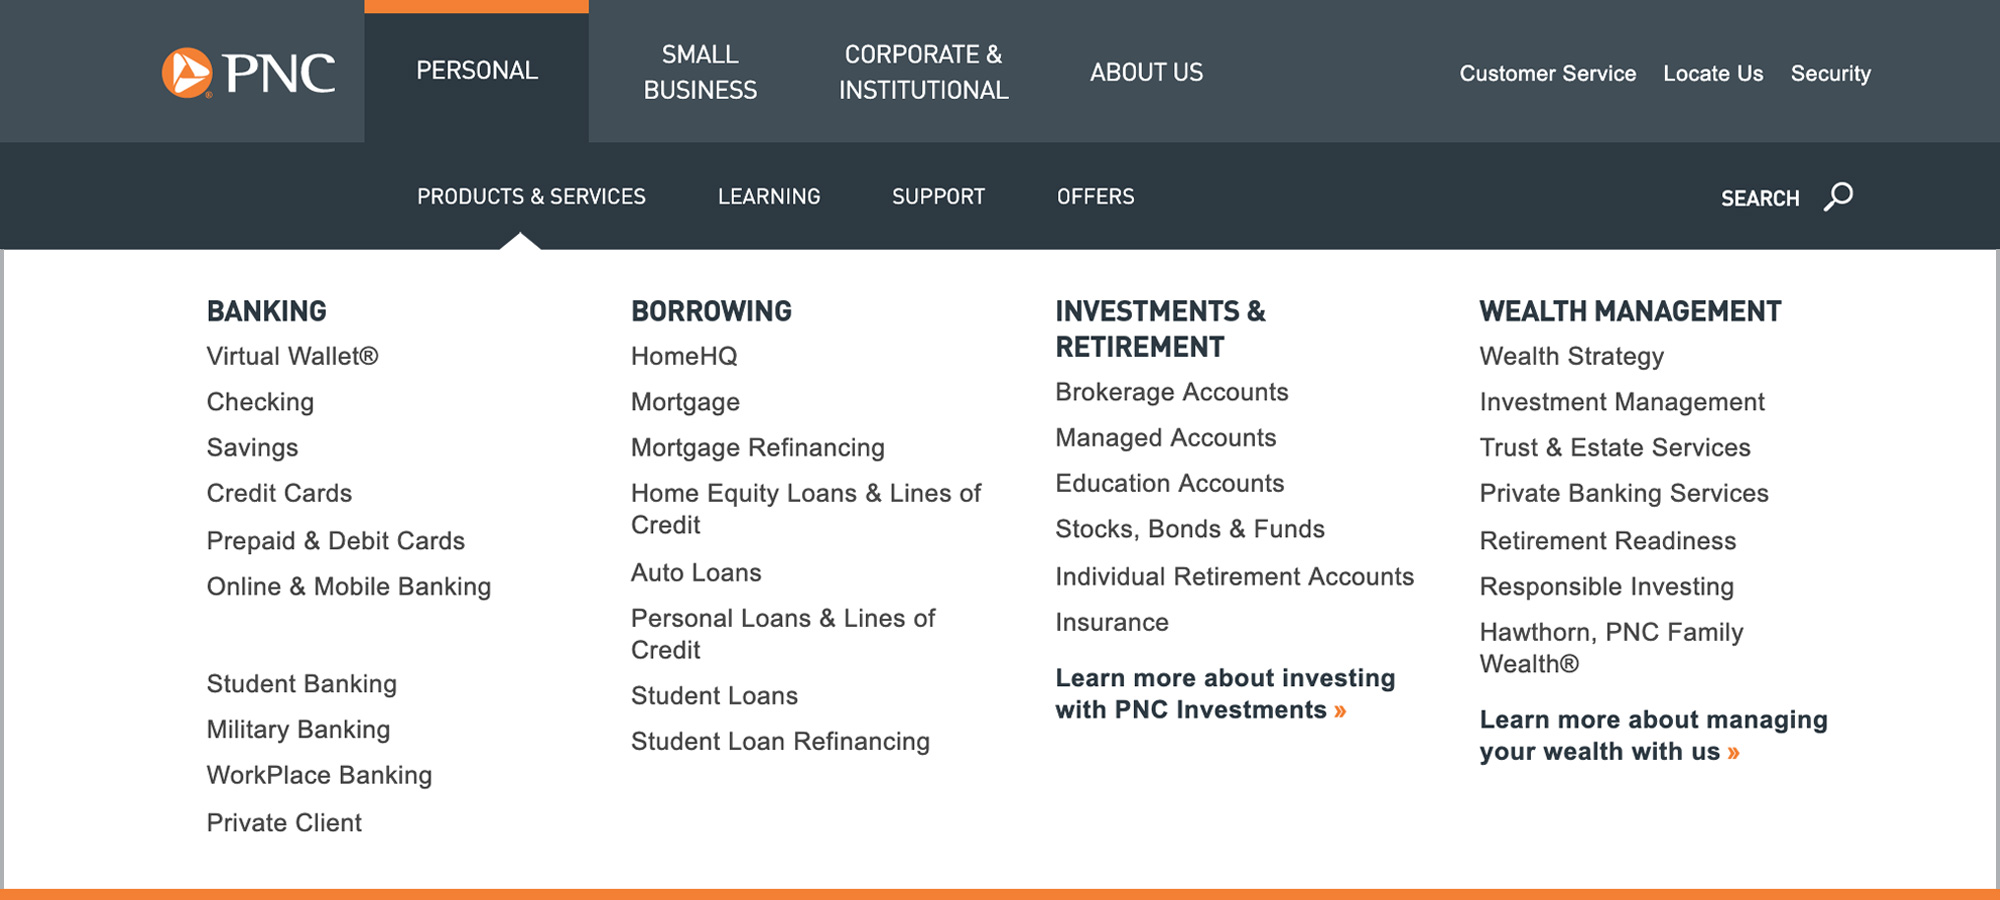 PNC
PERSONAL
SMALL
BUSINESS
CORPORATE &
INSTITUTIONAL
ABOUT US
Customer Service
Locate Us
Security
PRODUCTS & SERVICES
LEARNING
SUPPORT
OFFERS
SEARCH
BANKING
Virtual Wallet®
Checking
Savings
Credit Cards
Prepaid & Debit Cards
Online & Mobile Banking
Student Banking
Military Banking
WorkPlace Banking
Private Client
BORROWING
HomeHQ
Mortgage
Mortgage Refinancing
Home Equity Loans & Lines of
Credit
Auto Loans
Personal Loans & Lines of
Credit
Student Loans
Student Loan Refinancing
INVESTMENTS &
RETIREMENT
Brokerage Accounts
Managed Accounts
Education Accounts
Stocks, Bonds & Funds
Individual Retirement Accounts
Insurance
Learn more about investing
with PNC Investments »
WEALTH MANAGEMENT
Wealth Strategy
Investment Management
Trust & Estate Services
Private Banking Services
Retirement Readiness
Responsible Investing
Hawthorn, PNC Family
Wealth®
Learn more about managing
your wealth with us »